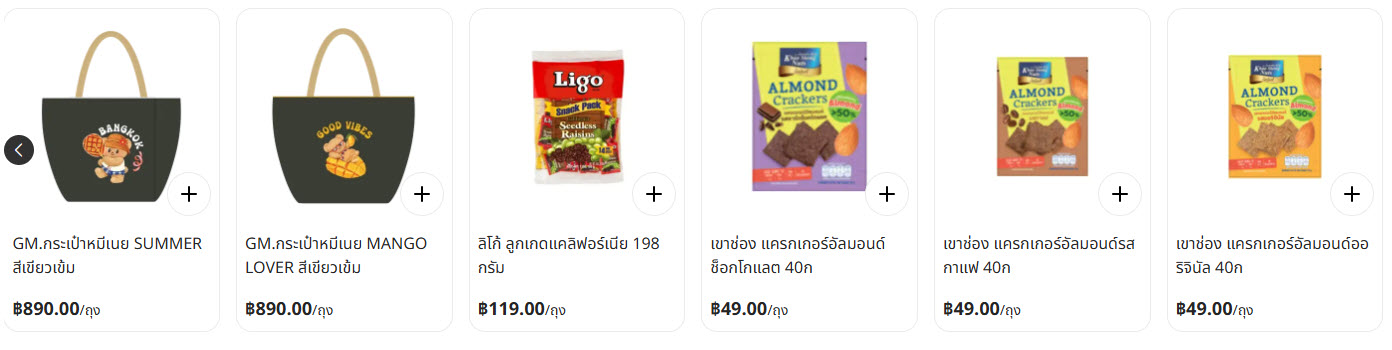 BANGKOK
GM.กระเป๋าหมีเนย SUMMER
สีเขียวเข้ม
฿890.00/ถุง
GOOD VIBES
GM.กระเป๋าหมีเนย MANGO
LOVER สีเขียวเข้ม
฿890.00/ถุง
Ligo
Snack Pack
Seedless
Raisins
ลิโก้ ลูกเกดแคลิฟอร์เนีย 198
กรัม
฿119.00/ถุง
Khao Shong
ALMOND
Crackers
ALMOND
≥50%
เขาช่อง แครกเกอร์อัลมอนด์
ช็อกโกแลต 40ก
฿49.00/ถุง
ALMOND
Crackers
ALMOND
≥50%
เขาช่อง แครกเกอร์อัลมอนด์รส
กาแฟ 40ก
฿49.00/ถุง
ALMOND
Crackers
ALMOND
≥50%
เขาช่อง แครกเกอร์อัลมอนด์ออ
ริจินัล 40ก
฿49.00/ถุง